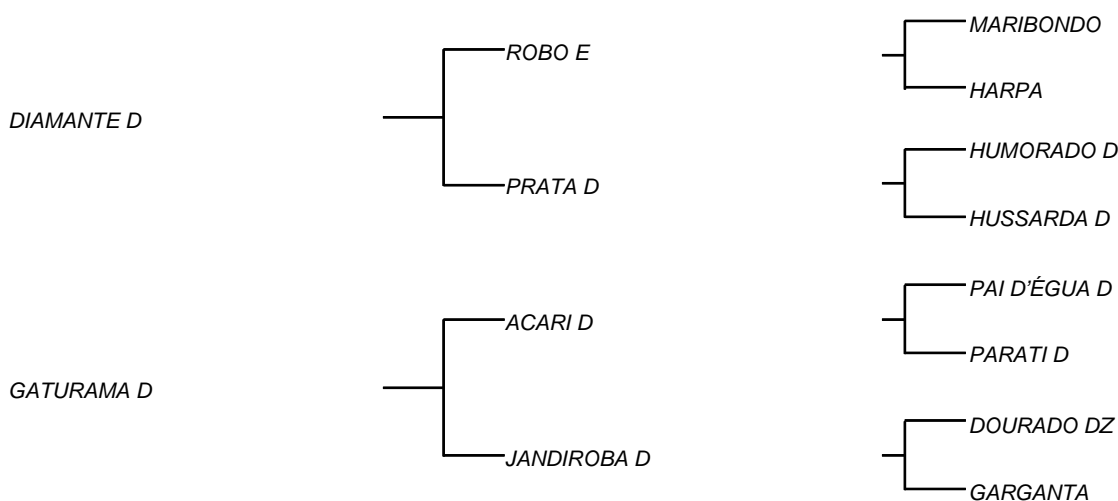 MARIBONDO
ROBO E
HARPA
DIAMANTE D
HUMORADO D
PRATA D
HUSSARDA D
PAI D'ÉGUA D
ACARI D
PARATI D
GATURAMA D
DOURADO DZ
JANDIROBA D
GARGANTA